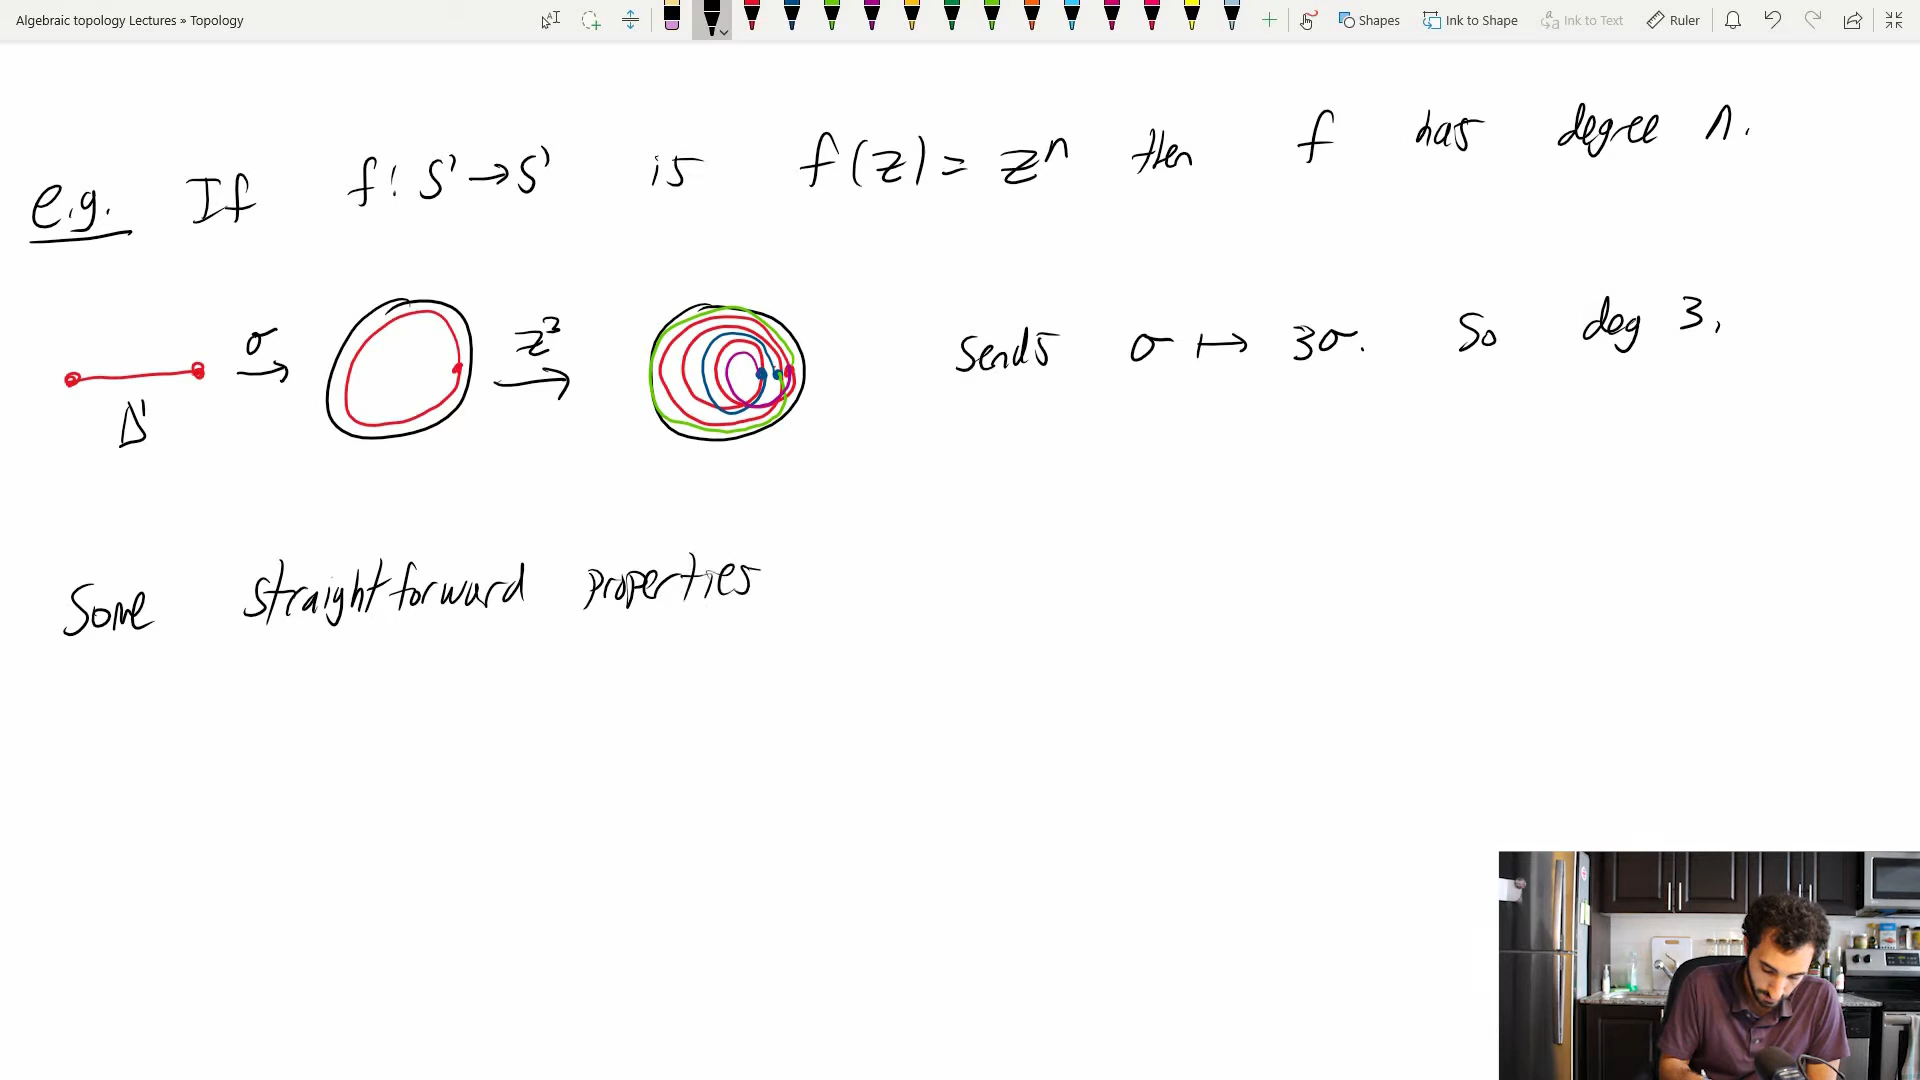 Algebraic topology Lectures » Topology
Shapes Ink to Shape Ink to Text Ruler
e.g. If f: S¹ → S¹ is f(z) = zⁿ then f has degree n.
σ z³ sends σ ↦ 3σ. So deg 3.
Δ¹
Some straightforward properties